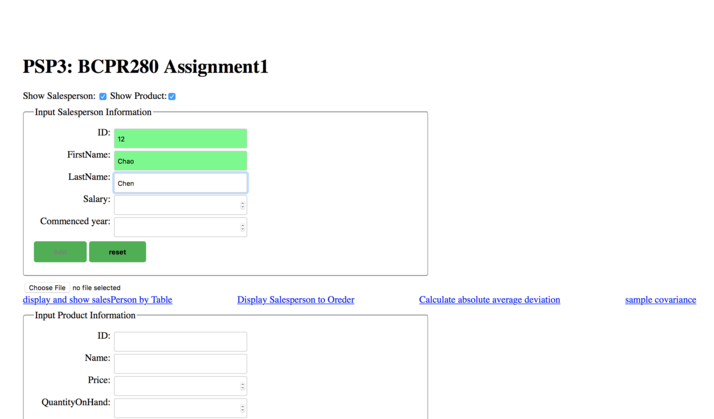 PSP3: BCPR280 Assignment1
Show Salesperson: Show Product:
Input Salesperson Information
ID: 12
FirstName: Chao
LastName: Chen
Salary:
Commenced year:
reset
Choose File no file selected
display and show salesPerson by Table Display Salesperson to Oreder Calculate absolute average deviation sample covariance
Input Product Information
ID:
Name:
Price:
QuantityOnHand: